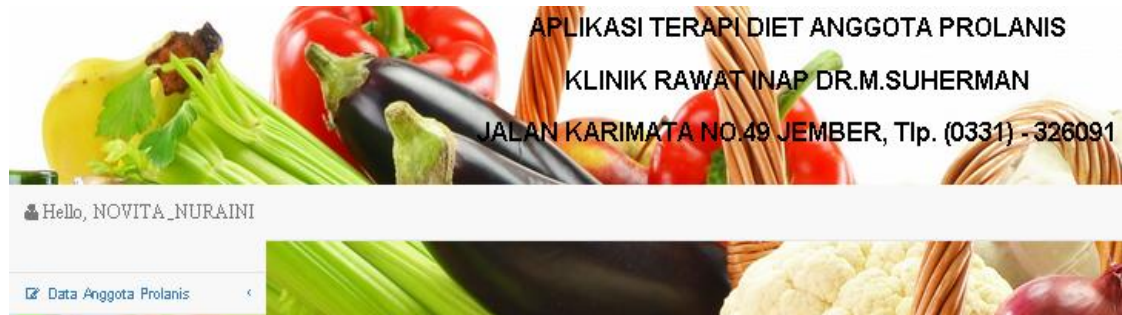 APLIKASI TERAPI DIET ANGGOTA PROLANIS
KLINIK RAWAT INAP DR.M.SUHERMAN
JALAN KARIMATA NO.49 JEMBER, Tlp. (0331) - 326091
Hello, NOVITA_NURAINI
Data Anggota Prolanis